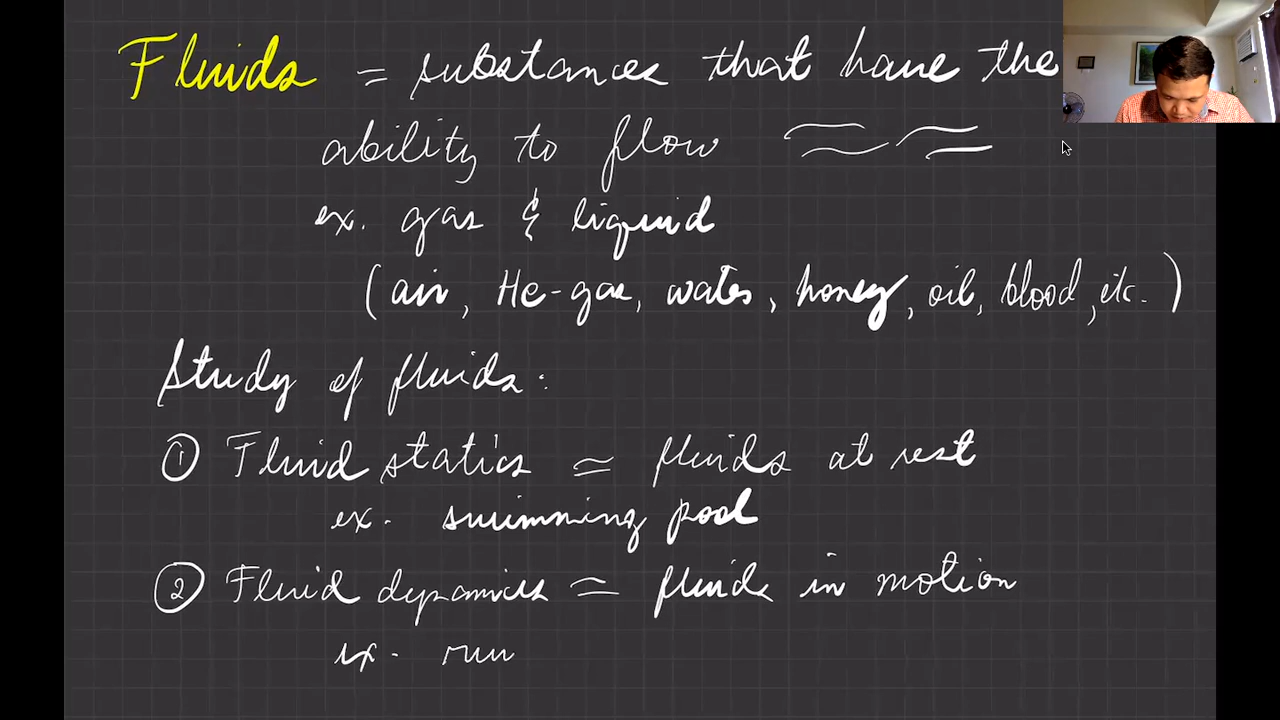 Fluids = substances that have the
ability to flow
ex. gas & liquid
(air, He-gas, water, honey, oil, blood, etc.)
Study of fluids:
① Fluid statics = fluids at rest
ex. swimming pool
② Fluid dynamics = fluids in motion
ex. run